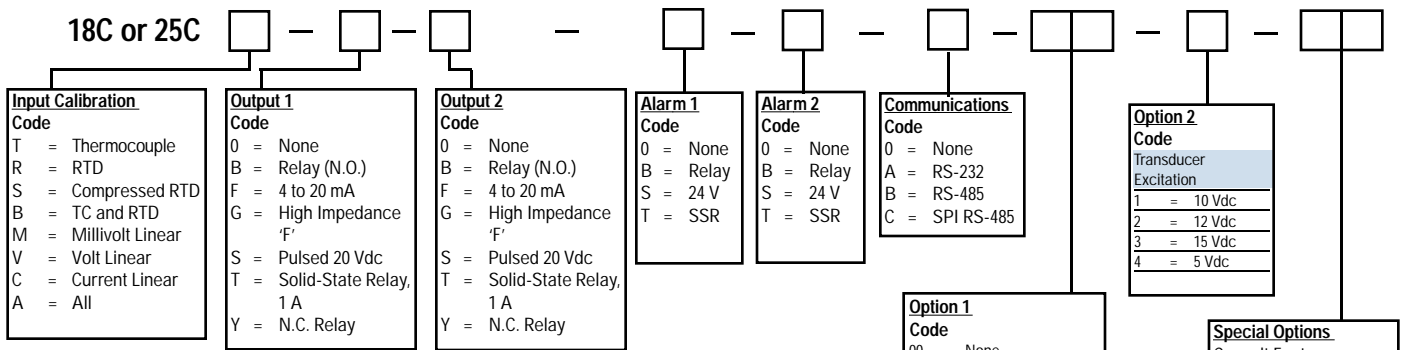 18C or 25C — — — — — — — —
Input Calibration
Code
T = Thermocouple
R = RTD
S = Compressed RTD
B = TC and RTD
M = Millivolt Linear
V = Volt Linear
C = Current Linear
A = All
Output 1
Code
0 = None
B = Relay (N.O.)
F = 4 to 20 mA
G = High Impedance
‘F’
S = Pulsed 20 Vdc
T = Solid-State Relay,
1 A
Y = N.C. Relay
Output 2
Code
0 = None
B = Relay (N.O.)
F = 4 to 20 mA
G = High Impedance
‘F’
S = Pulsed 20 Vdc
T = Solid-State Relay,
1 A
Y = N.C. Relay
Alarm 1
Code
0 = None
B = Relay
S = 24 V
T = SSR
Alarm 2
Code
0 = None
B = Relay
S = 24 V
T = SSR
Communications
Code
0 = None
A = RS-232
B = RS-485
C = SPI RS-485
Option 1
Code
00 None
Option 2
Code
Transducer
Excitation
1 = 10 Vdc
2 = 12 Vdc
3 = 15 Vdc
4 = 5 Vdc
Special Options